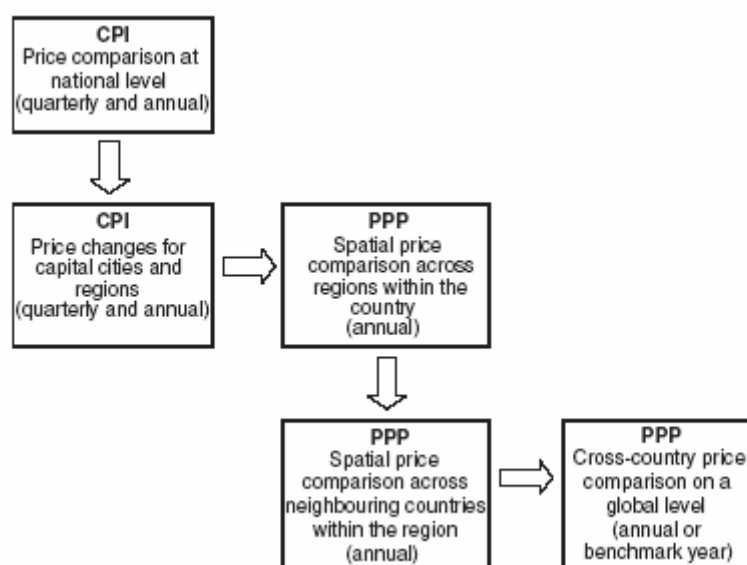 CPI
Price comparison at
national level
(quarterly and annual)
CPI
Price changes for
capital cities and
regions
(quarterly and annual)
PPP
Spatial price
comparison across
regions within the
country
(annual)
PPP
Spatial price
comparison across
neighbouring countries
within the region
(annual)
PPP
Cross-country price
comparison on a
global level
(annual or
benchmark year)